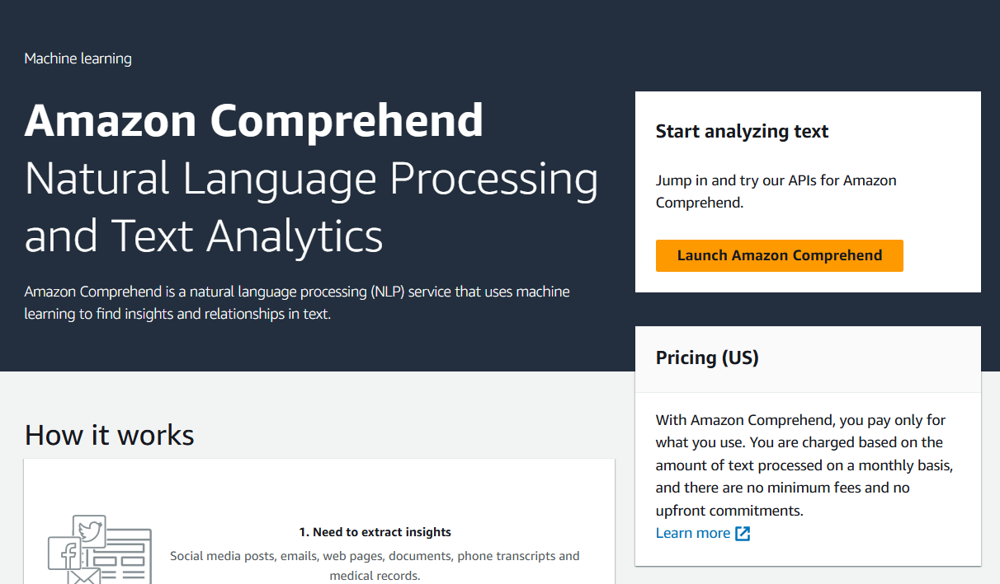 Machine learning
Amazon Comprehend
Natural Language Processing
and Text Analytics
Amazon Comprehend is a natural language processing (NLP) service that uses machine
learning to find insights and relationships in text.
Start analyzing text
Jump in and try our APIs for Amazon
Comprehend.
Launch Amazon Comprehend
Pricing (US)
With Amazon Comprehend, you pay only for
what you use. You are charged based on the
amount of text processed on a monthly basis,
and there are no minimum fees and no
upfront commitments.
Learn more
How it works
1. Need to extract insights
Social media posts, emails, web pages, documents, phone transcripts and
medical records.